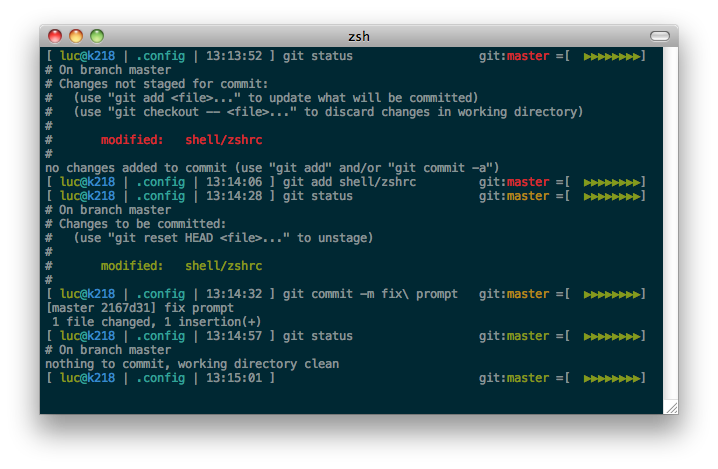 zsh
[ luc@k218 | .config | 13:13:52 ] git status git:master =[ ▶▶▶▶▶▶▶▶]
# On branch master
# Changes not staged for commit:
#   (use "git add <file>..." to update what will be committed)
#   (use "git checkout -- <file>..." to discard changes in working directory)
#
#       modified:   shell/zshrc
#
no changes added to commit (use "git add" and/or "git commit -a")
[ luc@k218 | .config | 13:14:06 ] git add shell/zshrc git:master =[ ▶▶▶▶▶▶▶▶]
[ luc@k218 | .config | 13:14:28 ] git status git:master =[ ▶▶▶▶▶▶▶▶]
# On branch master
# Changes to be committed:
#   (use "git reset HEAD <file>..." to unstage)
#
#       modified:   shell/zshrc
#
[ luc@k218 | .config | 13:14:32 ] git commit -m fix\ prompt git:master =[ ▶▶▶▶▶▶▶▶]
[master 2167d31] fix prompt
 1 file changed, 1 insertion(+)
[ luc@k218 | .config | 13:14:57 ] git status git:master =[ ▶▶▶▶▶▶▶▶]
# On branch master
nothing to commit, working directory clean
[ luc@k218 | .config | 13:15:01 ] git:master =[ ▶▶▶▶▶▶▶▶]